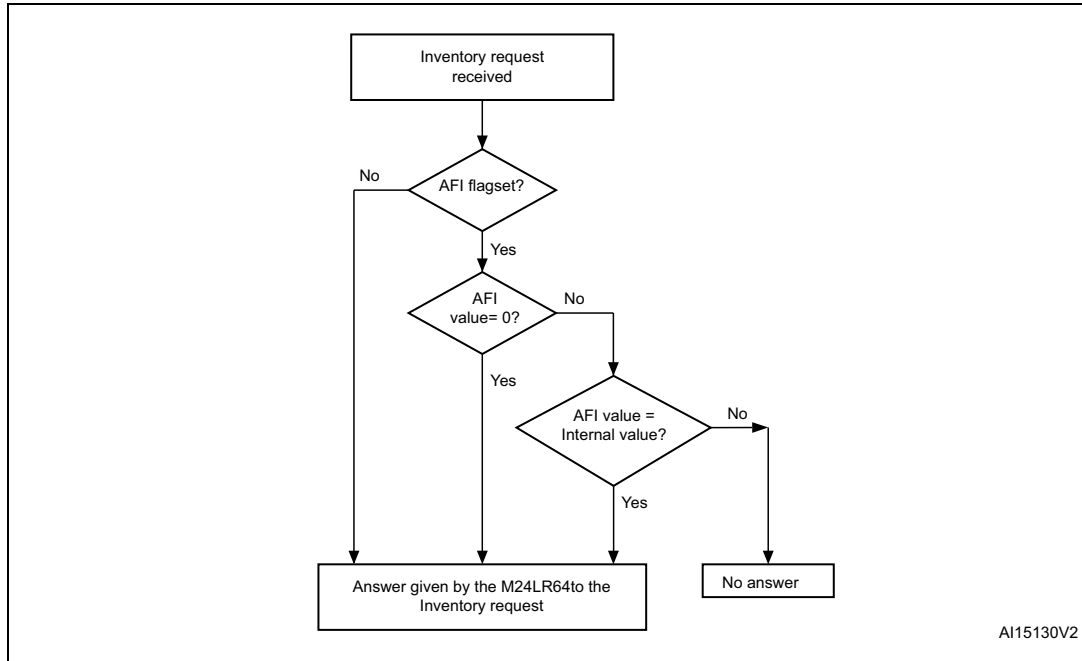 Inventory request
received
No
AFI flagset?
Yes
AFI
value= 0?
No
Yes
AFI value =
Internal value?
No
Yes
Answer given by the M24LR64to the
Inventory request
No answer
AI15130V2